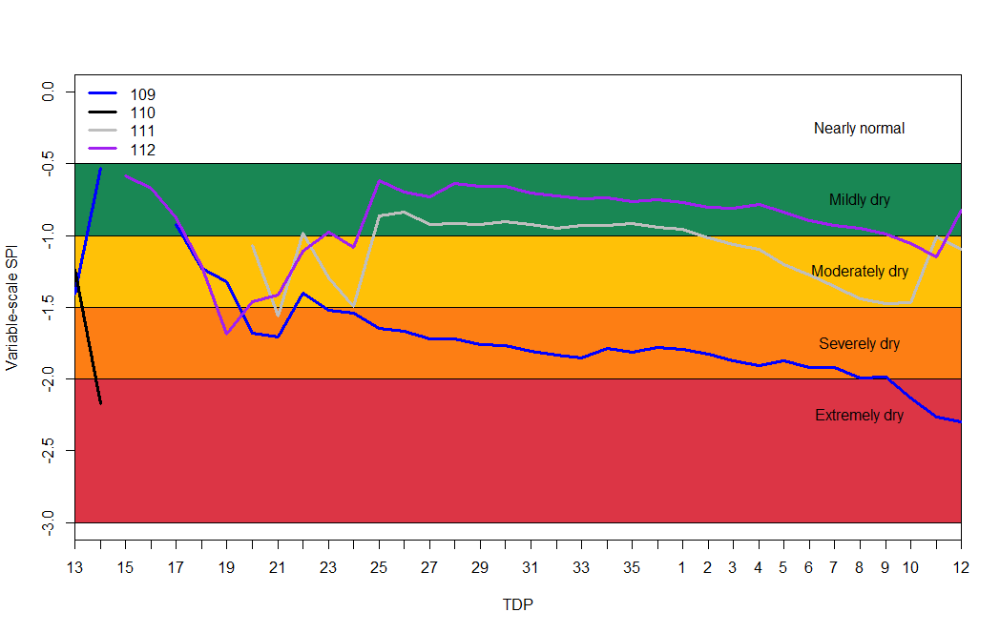 0.0
-0.5
-1.0
-1.5
-2.0
-2.5
-3.0
Variable-scale SPI
109
110
111
112
Nearly normal
Mildly dry
Moderately dry
Severely dry
Extremely dry
13 15 17 19 21 23 25 27 29 31 33 35 1 2 3 4 5 6 7 8 9 10 12
TDP